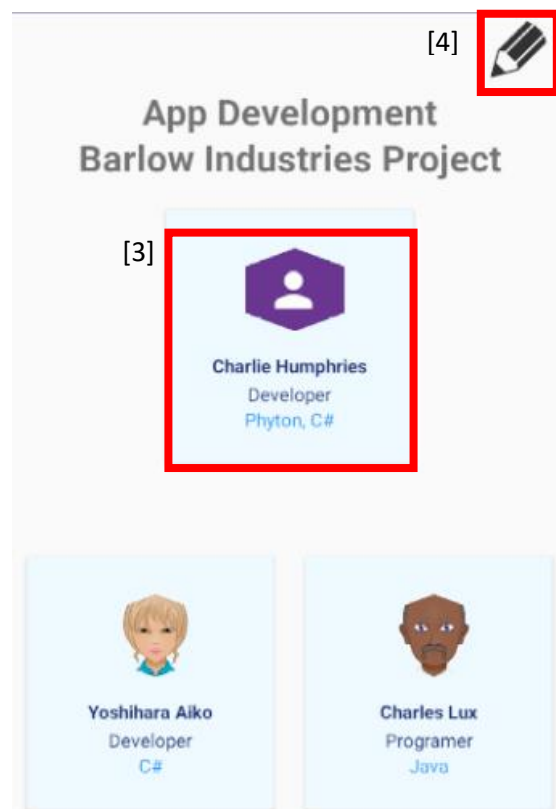 [4]
App Development
Barlow Industries Project
[3]
Charlie Humphries
Developer
Phyton, C#
Yoshihara Aiko
Developer
C#
Charles Lux
Programer
Java